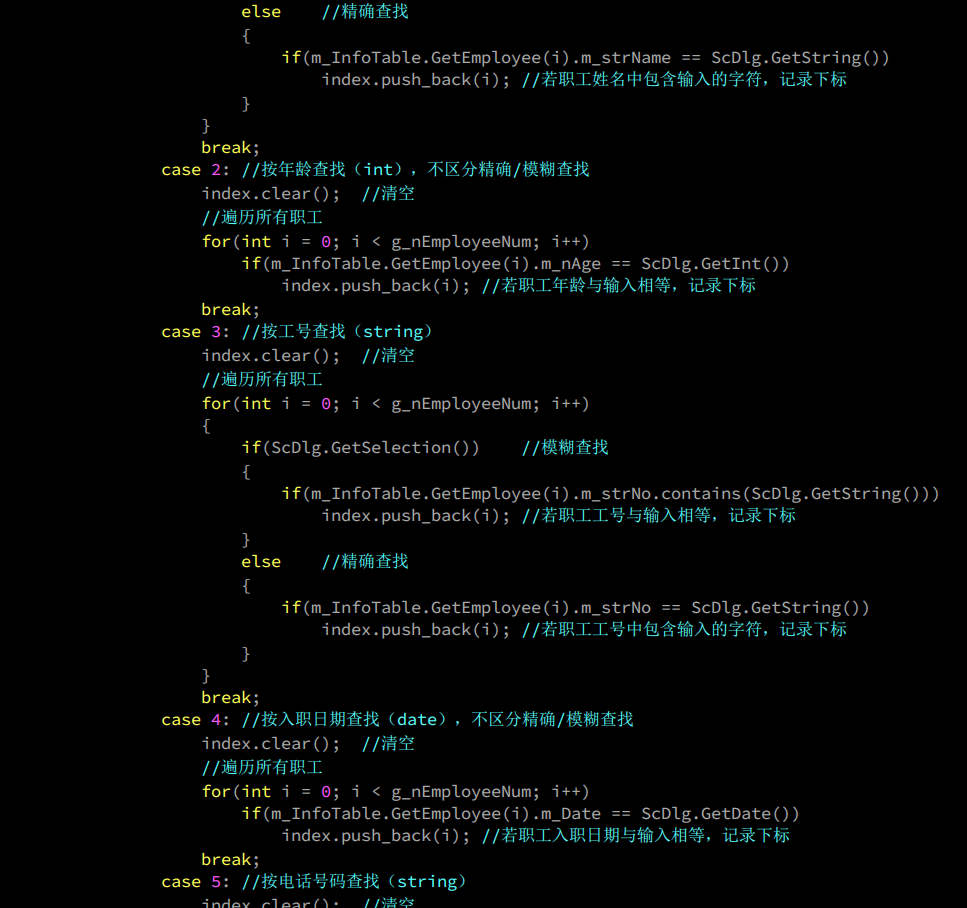 else    //精确查找
{
if(m_InfoTable.GetEmployee(i).m_strName == ScDlg.GetString())
index.push_back(i); //若职工姓名中包含输入的字符，记录下标
}
}
break;
case 2: //按年龄查找（int），不区分精确/模糊查找
index.clear();  //清空
//遍历所有职工
for(int i = 0; i < g_nEmployeeNum; i++)
if(m_InfoTable.GetEmployee(i).m_nAge == ScDlg.GetInt())
index.push_back(i); //若职工年龄与输入相等，记录下标
break;
case 3: //按工号查找（string）
index.clear();  //清空
//遍历所有职工
for(int i = 0; i < g_nEmployeeNum; i++)
{
if(ScDlg.GetSelection())    //模糊查找
{
if(m_InfoTable.GetEmployee(i).m_strNo.contains(ScDlg.GetString()))
index.push_back(i); //若职工工号与输入相等，记录下标
}
else    //精确查找
{
if(m_InfoTable.GetEmployee(i).m_strNo == ScDlg.GetString())
index.push_back(i); //若职工工号中包含输入的字符，记录下标
}
}
break;
case 4: //按入职日期查找（date），不区分精确/模糊查找
index.clear();  //清空
//遍历所有职工
for(int i = 0; i < g_nEmployeeNum; i++)
if(m_InfoTable.GetEmployee(i).m_Date == ScDlg.GetDate())
index.push_back(i); //若职工入职日期与输入相等，记录下标
break;
case 5: //按电话号码查找（string）
index.clear();  //清空